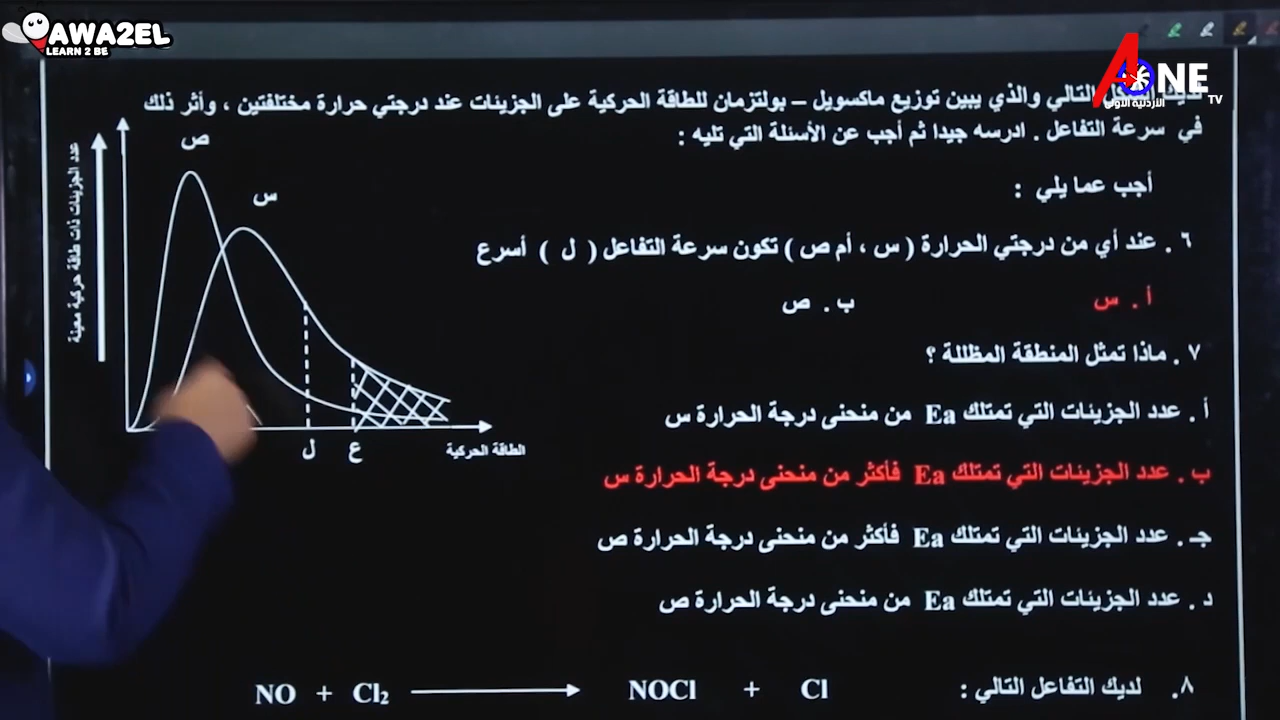 AWA2EL
LEARN 2 BE
ONE
TV
الأردنية الأولى
التالي والذي يبين توزيع ماكسويل – بولتزمان للطاقة الحركية على الجزيئات عند درجتي حرارة مختلفتين ، وأثر ذلك
في سرعة التفاعل . ادرسه جيدا ثم أجب عن الأسئلة التي تليه :
أجب عما يلي :
٦ . عند أي من درجتي الحرارة ( س ، أم ص ) تكون سرعة التفاعل ( ل ) أسرع
أ . س
ب . ص
٧ . ماذا تمثل المنطقة المظللة ؟
أ . عدد الجزيئات التي تمتلك Ea من منحنى درجة الحرارة س
ب . عدد الجزيئات التي تمتلك Ea فأكثر من منحنى درجة الحرارة س
جـ . عدد الجزيئات التي تمتلك Ea فأكثر من منحنى درجة الحرارة ص
د . عدد الجزيئات التي تمتلك Ea من منحنى درجة الحرارة ص
٨. لديك التفاعل التالي :
NO + Cl₂ ⟶ NOCl + Cl
عدد الجزيئات ذات طاقة حركية معينة
ص
س
ل
ع
الطاقة الحركية